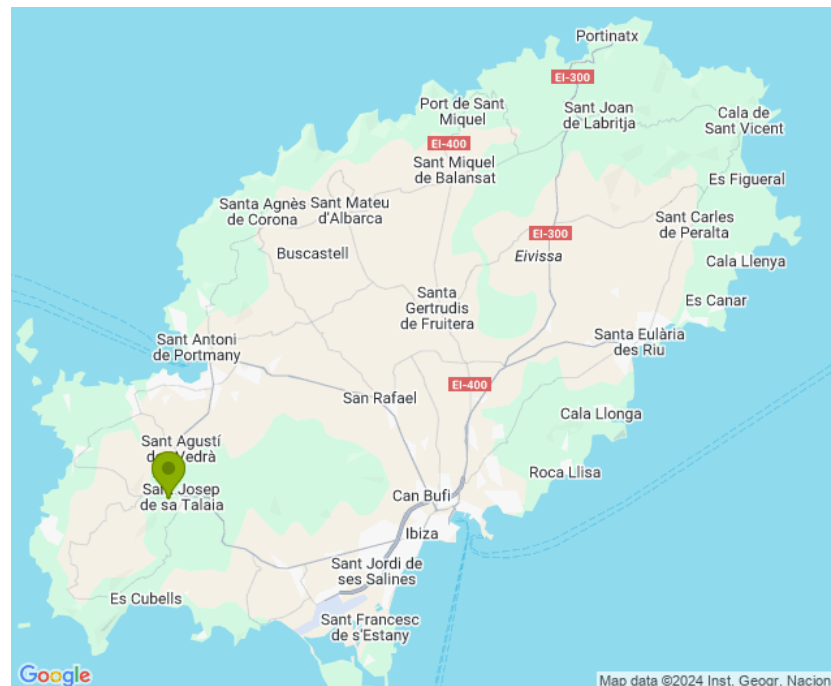 Portinatx
EI-300
Port de Sant
Miquel
Sant Joan
de Labritja
Cala de
Sant Vicent
EI-400
Sant Miquel
de Balansat
Es Figueral
Santa Agnès
de Corona
Sant Mateu
d'Albarca
Sant Carles
de Peralta
EI-300
Buscastell
Eivissa
Cala Llenya
Santa
Gertrudis
de Fruitera
Es Canar
Sant Antoni
de Portmany
Santa Eulària
des Riu
EI-400
San Rafael
Cala Llonga
Sant Agustí
Vedrà
Roca Llisa
Sant Josep
de sa Talaia
Can Bufi
Ibiza
Sant Jordi de
ses Salines
Es Cubells
Sant Francesc
de s'Estany
Google
Map data ©2024 Inst. Geogr. Nacion